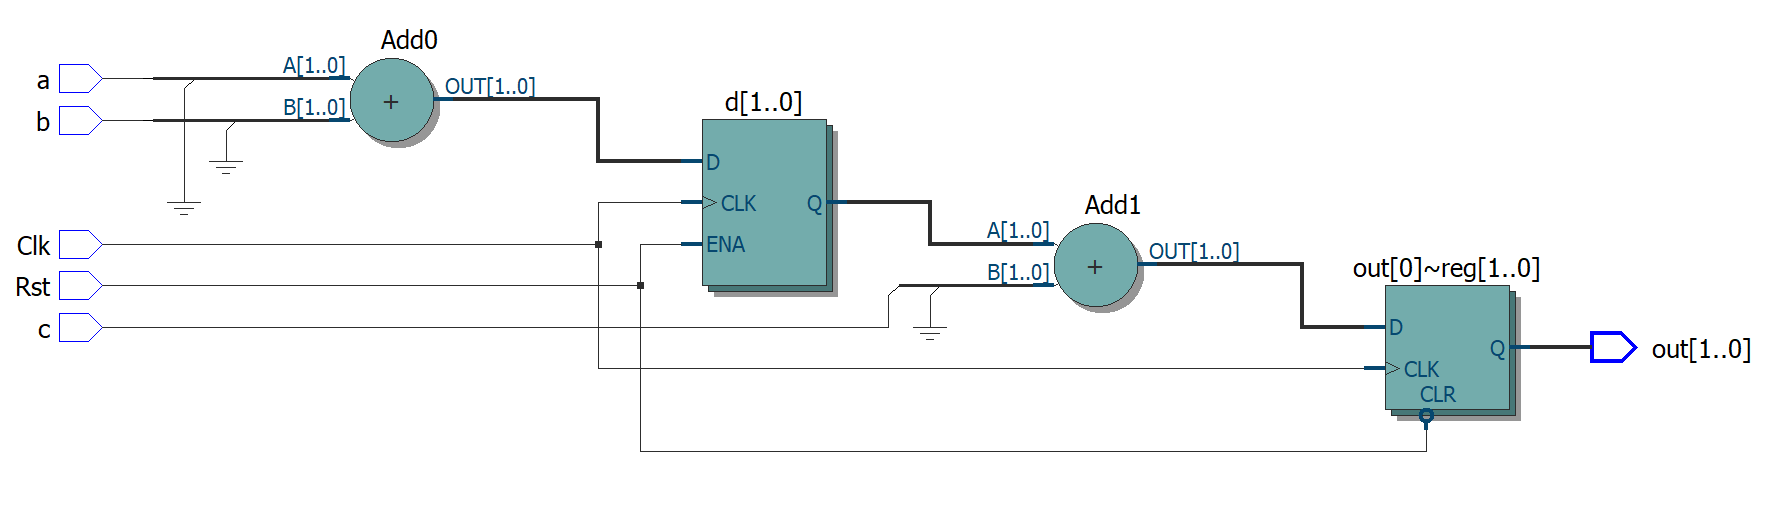 Add0
a
A[1..0]
+
OUT[1..0]
b
B[1..0]
d[1..0]
D
CLK
Q
ENA
Clk
Rst
c
Add1
A[1..0]
+
OUT[1..0]
B[1..0]
out[0]~reg[1..0]
D
Q
CLK
CLR
out[1..0]